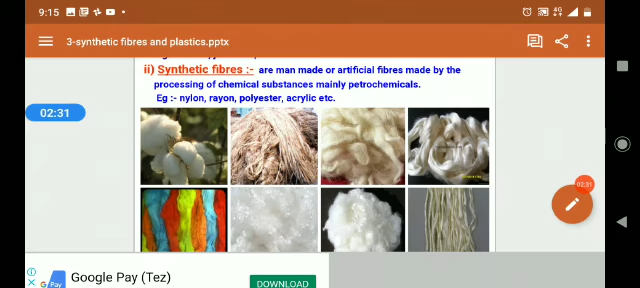 9:15
4G
3-synthetic fibres and plastics.pptx
ii) Synthetic fibres :- are man made or artificial fibres made by the
processing of chemical substances mainly petrochemicals.
Eg :- nylon, rayon, polyester, acrylic etc.
02:31
02:31
G Pay
Google Pay (Tez)
DOWNLOAD